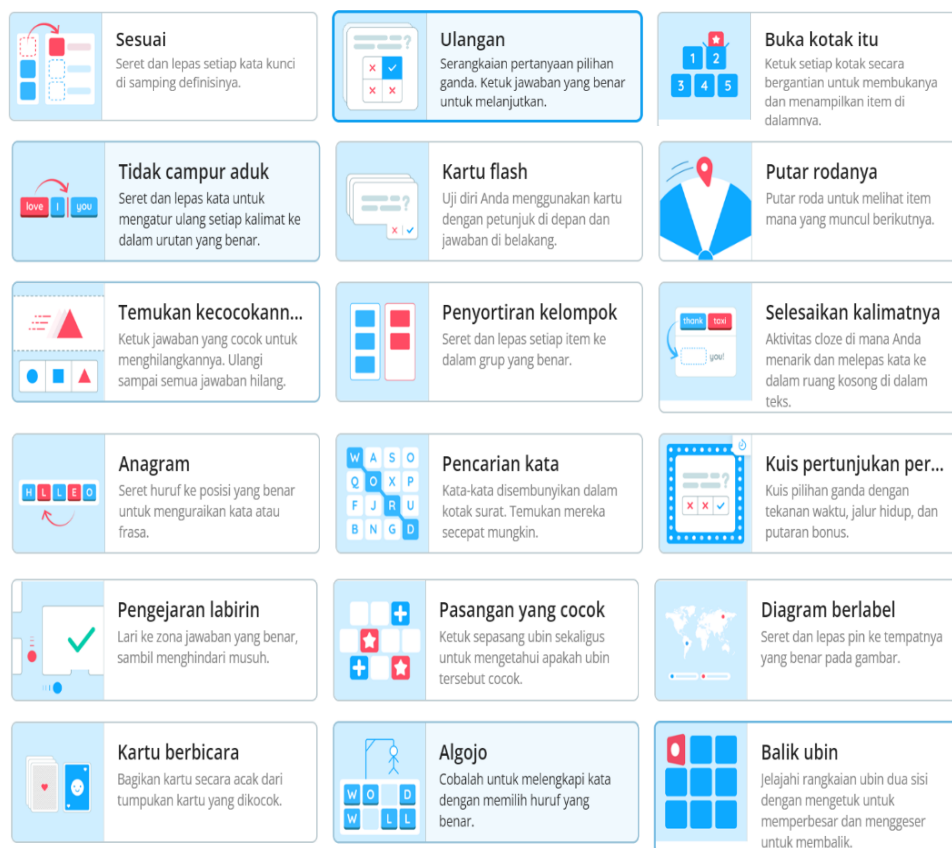 Sesuai
Seret dan lepas setiap kata kunci
di samping definisinya.
?
Ulangan
Serangkaian pertanyaan pilihan
ganda. Ketuk jawaban yang benar
untuk melanjutkan.
1 2
3 4 5
Buka kotak itu
Ketuk setiap kotak secara
bergantian untuk membukanya
dan menampilkan item di
dalamnya.
love I you
Tidak campur aduk
Seret dan lepas kata untuk
mengatur ulang setiap kalimat ke
dalam urutan yang benar.
?
Kartu flash
Uji diri Anda menggunakan kartu
dengan petunjuk di depan dan
jawaban di belakang.
Putar rodanya
Putar roda untuk melihat item
mana yang muncul berikutnya.
Temukan kecocokann...
Ketuk jawaban yang cocok untuk
menghilangkannya. Ulangi
sampai semua jawaban hilang.
Penyortiran kelompok
Seret dan lepas setiap item ke
dalam grup yang benar.
thank taxi
you!
Selesaikan kalimatnya
Aktivitas cloze di mana Anda
menarik dan melepas kata ke
dalam ruang kosong di dalam
teks.
H L L E O
Anagram
Seret huruf ke posisi yang benar
untuk menguraikan kata atau
frasa.
W A S O
Q O X P
F J R U
B N G D
Pencarian kata
Kata-kata disembunyikan dalam
kotak surat. Temukan mereka
secepat mungkin.
?
Kuis pertunjukan per...
Kuis pilihan ganda dengan
tekanan waktu, jalur hidup, dan
putaran bonus.
Pengejaran labirin
Lari ke zona jawaban yang benar,
sambil menghindari musuh.
Pasangan yang cocok
Ketuk sepasang ubin sekaligus
untuk mengetahui apakah ubin
tersebut cocok.
Diagram berlabel
Seret dan lepas pin ke tempatnya
yang benar pada gambar.
Kartu berbicara
Bagikan kartu secara acak dari
tumpukan kartu yang dikocok.
W O D
W L L
Algojo
Cobalah untuk melengkapi kata
dengan memilih huruf yang
benar.
Balik ubin
Jelajahi rangkaian ubin dua sisi
dengan mengetuk untuk
memperbesar dan menggeser
untuk membalik.